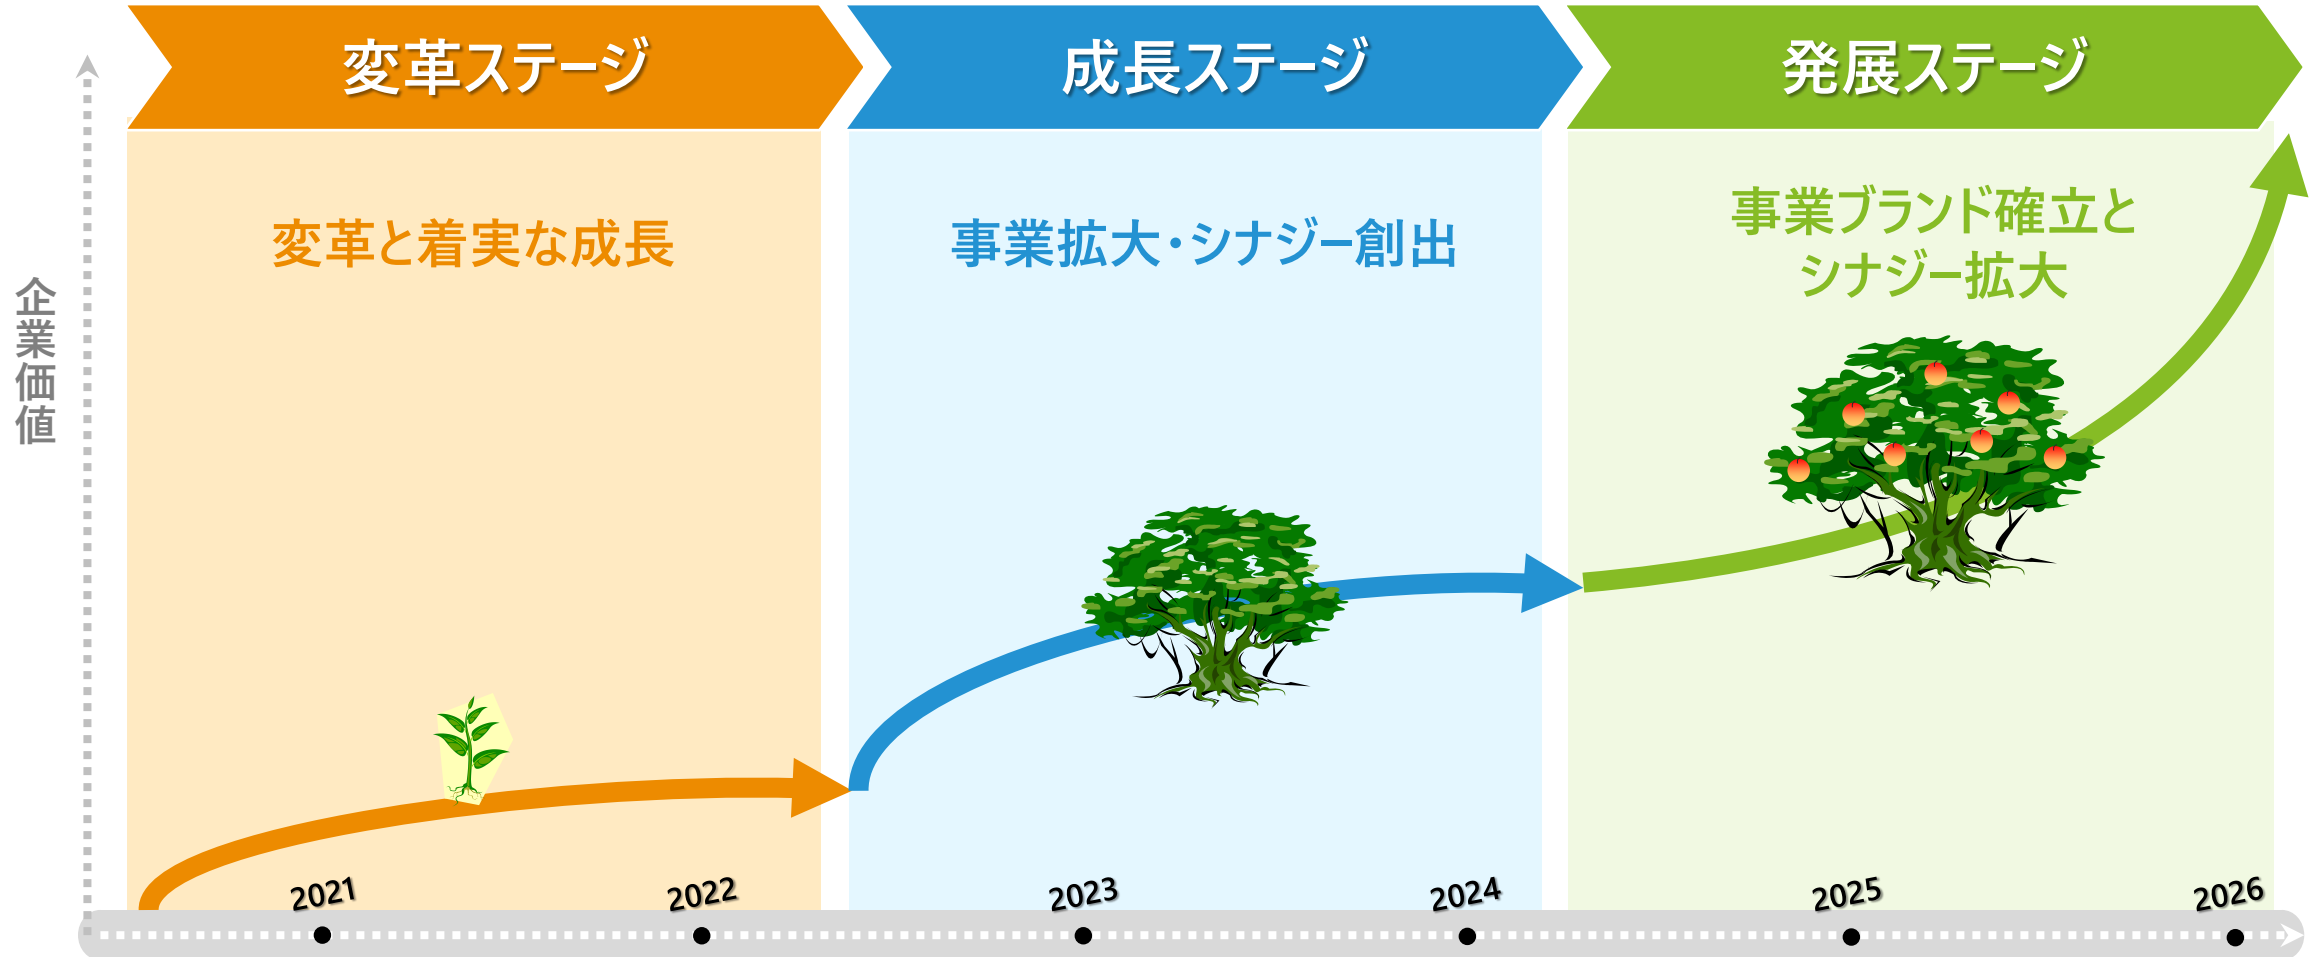 変革ステージ
成長ステージ
発展ステージ
変革と着実な成長
事業拡大・シナジー創出
事業ブランド確立と
シナジー拡大
企業価値
2021
2022
2023
2024
2025
2026